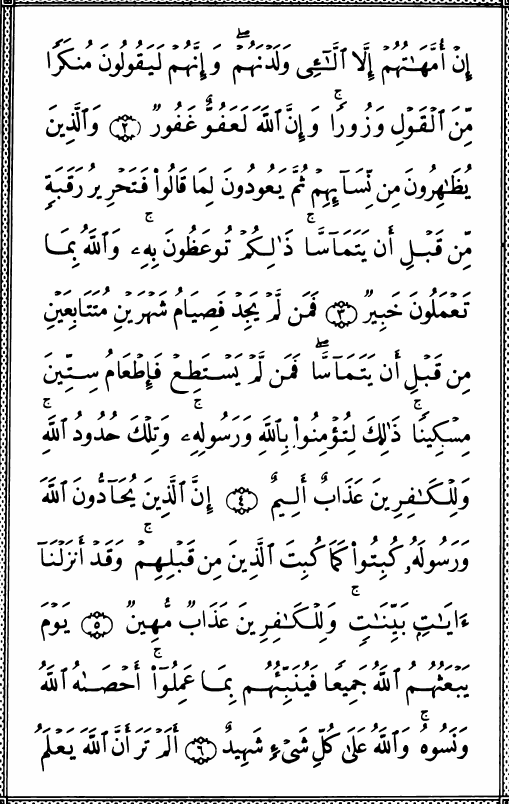 إِنْ أُمَّهَـٰتُهُمْ إِلَّا ٱلَّـٰٓـِٔى وَلَدْنَهُمْ ۖ وَإِنَّهُمْ لَيَقُولُونَ مُنكَرًا
مِّنَ ٱلْقَوْلِ وَزُورًا ۚ وَإِنَّ ٱللَّهَ لَعَفُوٌّ غَفُورٌ ﴿٢﴾ وَٱلَّذِينَ
يُظَـٰهِرُونَ مِن نِّسَآئِهِمْ ثُمَّ يَعُودُونَ لِمَا قَالُوا۟ فَتَحْرِيرُ رَقَبَةٍ
مِّن قَبْلِ أَن يَتَمَآسَّا ۚ ذَٰلِكُمْ تُوعَظُونَ بِهِۦ ۚ وَٱللَّهُ بِمَا
تَعْمَلُونَ خَبِيرٌ ﴿٣﴾ فَمَن لَّمْ يَجِدْ فَصِيَامُ شَهْرَيْنِ مُتَتَابِعَيْنِ
مِن قَبْلِ أَن يَتَمَآسَّا ۖ فَمَن لَّمْ يَسْتَطِعْ فَإِطْعَامُ سِتِّينَ
مِسْكِينًا ۚ ذَٰلِكَ لِتُؤْمِنُوا۟ بِٱللَّهِ وَرَسُولِهِۦ ۚ وَتِلْكَ حُدُودُ ٱللَّهِ ۗ
وَلِلْكَـٰفِرِينَ عَذَابٌ أَلِيمٌ ﴿٤﴾ إِنَّ ٱلَّذِينَ يُحَآدُّونَ ٱللَّهَ
وَرَسُولَهُۥ كُبِتُوا۟ كَمَا كُبِتَ ٱلَّذِينَ مِن قَبْلِهِمْ ۚ وَقَدْ أَنزَلْنَآ
ءَايَـٰتٍۭ بَيِّنَـٰتٍ ۚ وَلِلْكَـٰفِرِينَ عَذَابٌ مُّهِينٌ ﴿٥﴾ يَوْمَ
يَبْعَثُهُمُ ٱللَّهُ جَمِيعًا فَيُنَبِّئُهُم بِمَا عَمِلُوٓا۟ ۚ أَحْصَىٰهُ ٱللَّهُ
وَنَسُوهُ ۚ وَٱللَّهُ عَلَىٰ كُلِّ شَىْءٍ شَهِيدٌ ﴿٦﴾ أَلَمْ تَرَ أَنَّ ٱللَّهَ يَعْلَمُ